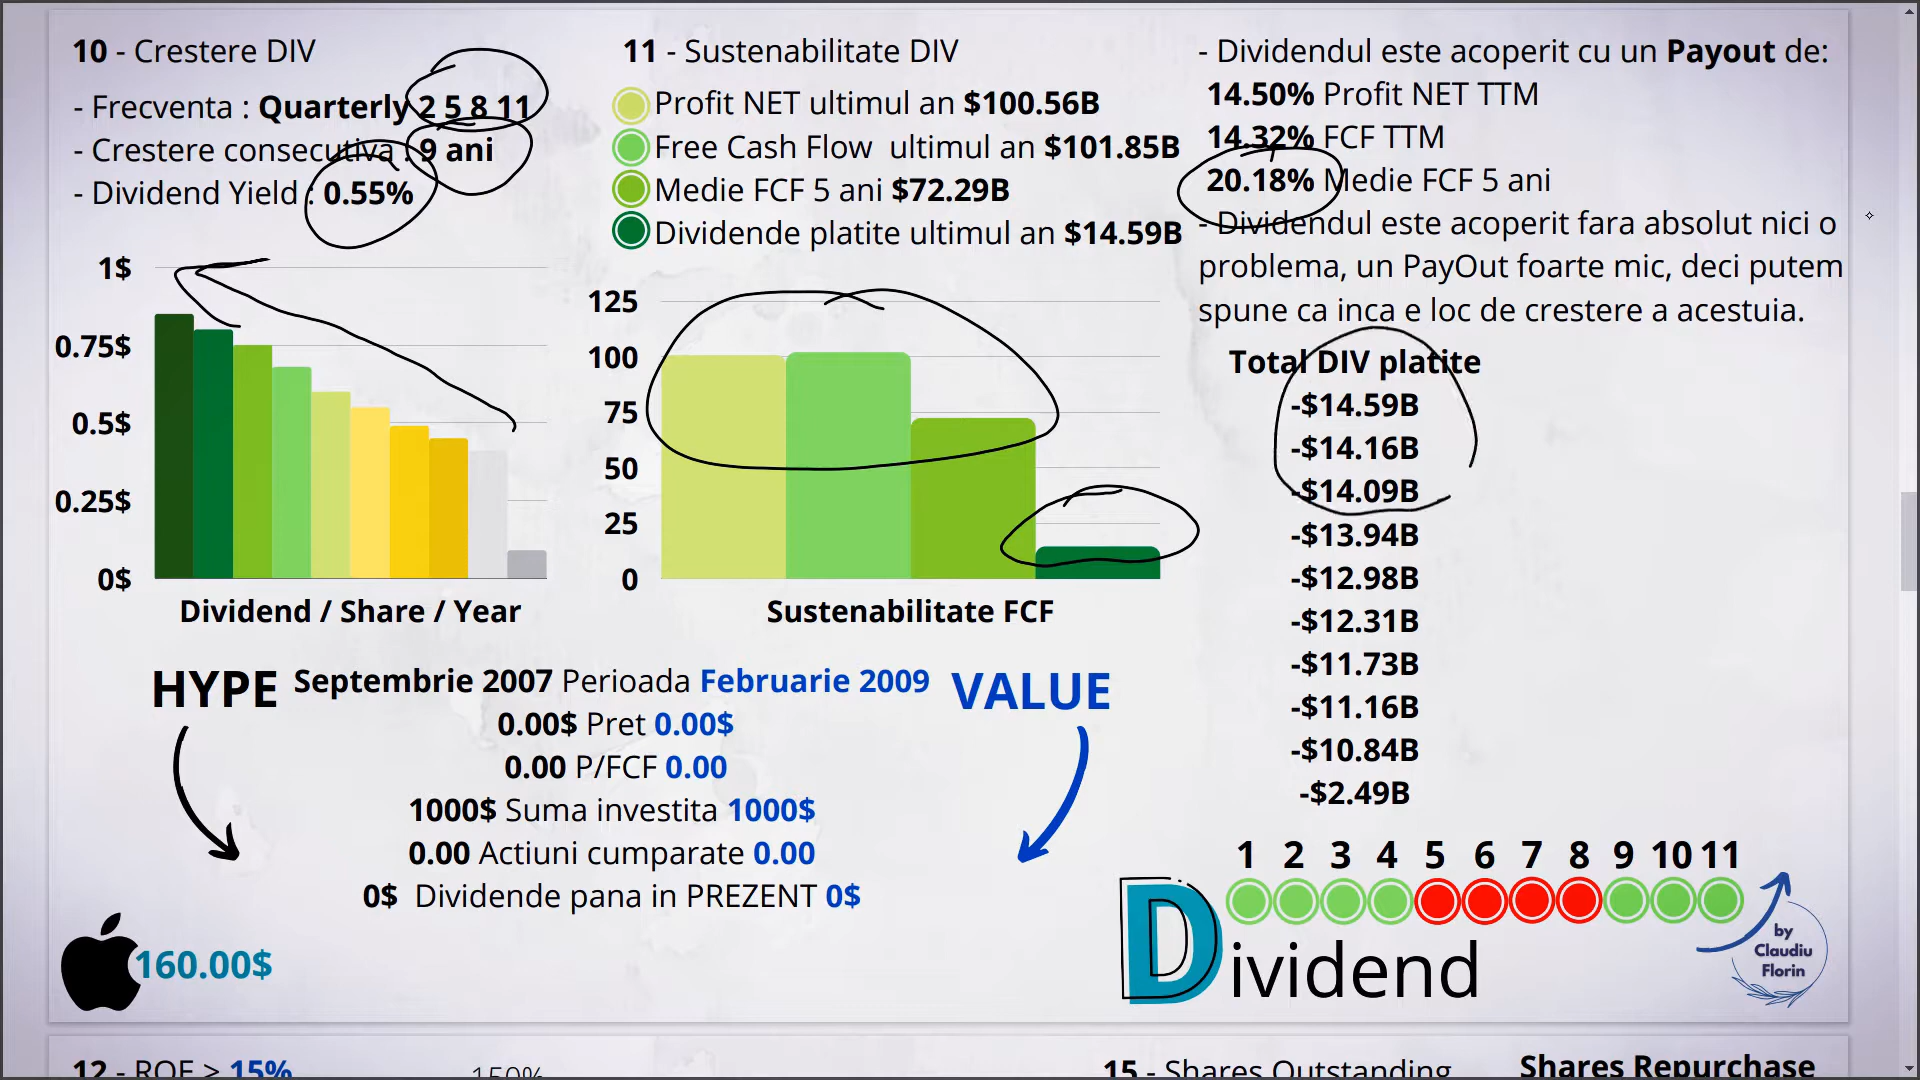 10 - Crestere DIV
- Frecventa : Quarterly 2 5 8 11
- Crestere consecutiva : 9 ani
- Dividend Yield : 0.55%
1$
0.75$
0.5$
0.25$
0$
Dividend / Share / Year
11 - Sustenabilitate DIV
Profit NET ultimul an $100.56B
Free Cash Flow ultimul an $101.85B
Medie FCF 5 ani $72.29B
Dividende platite ultimul an $14.59B
125
100
75
50
25
0
Sustenabilitate FCF
- Dividendul este acoperit cu un Payout de:
14.50% Profit NET TTM
14.32% FCF TTM
20.18% Medie FCF 5 ani
- Dividendul este acoperit fara absolut nici o
problema, un PayOut foarte mic, deci putem
spune ca inca e loc de crestere a acestuia.
Total DIV platite
-$14.59B
-$14.16B
-$14.09B
-$13.94B
-$12.98B
-$12.31B
-$11.73B
-$11.16B
-$10.84B
-$2.49B
HYPE Septembrie 2007 Perioada Februarie 2009 VALUE
0.00$ Pret 0.00$
0.00 P/FCF 0.00
1000$ Suma investita 1000$
0.00 Actiuni cumparate 0.00
0$ Dividende pana in PREZENT 0$
160.00$
1 2 3 4 5 6 7 8 9 10 11
Dividend
by
Claudiu
Florin
12 - ROE > 15%
150%
15 - Shares Outstanding
Shares Repurchase